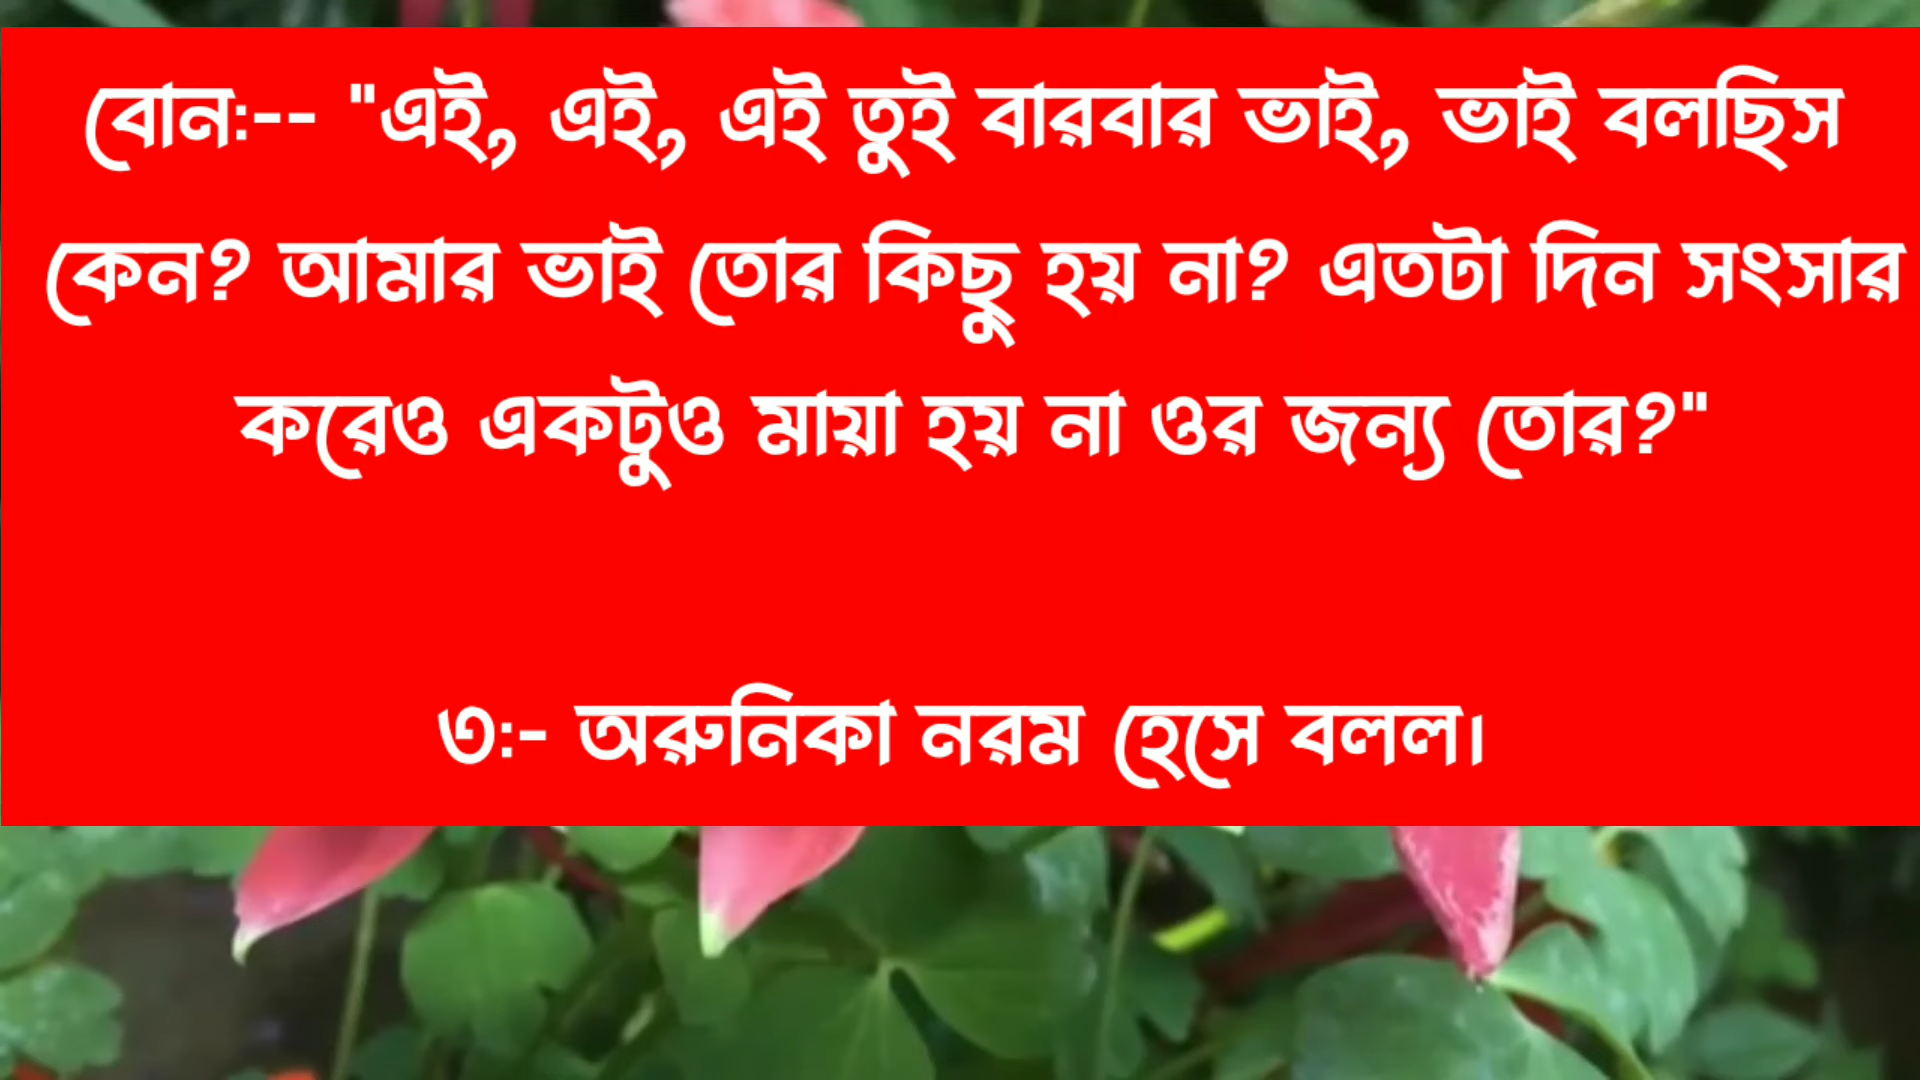 বোন:-- "এই, এই, এই তুই বারবার ভাই, ভাই বলছিস
কেন? আমার ভাই তোর কিছু হয় না? এতটা দিন সংসার
করেও একটুও মায়া হয় না ওর জন্য তোর?"
৩:- অরুনিকা নরম হেসে বলল।